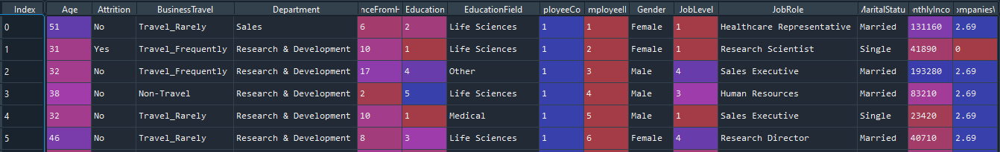 Index Age Attrition BusinessTravel Department nceFromH Education EducationField ployeeCo mployeeI Gender JobLevel JobRole MaritalStatu nthlyInco ompanies
0 51 No Travel_Rarely Sales 6 2 Life Sciences 1 1 Female 1 Healthcare Representative Married 131160 2.69
1 31 Yes Travel_Frequently Research & Development 10 1 Life Sciences 1 2 Female 1 Research Scientist Single 41890 0
2 32 No Travel_Frequently Research & Development 17 4 Other 1 3 Male 4 Sales Executive Married 193280 2.69
3 38 No Non-Travel Research & Development 2 5 Life Sciences 1 4 Male 3 Human Resources Married 83210 2.69
4 32 No Travel_Rarely Research & Development 10 1 Medical 1 5 Male 1 Sales Executive Single 23420 2.69
5 46 No Travel_Rarely Research & Development 8 3 Life Sciences 1 6 Female 4 Research Director Married 40710 2.69